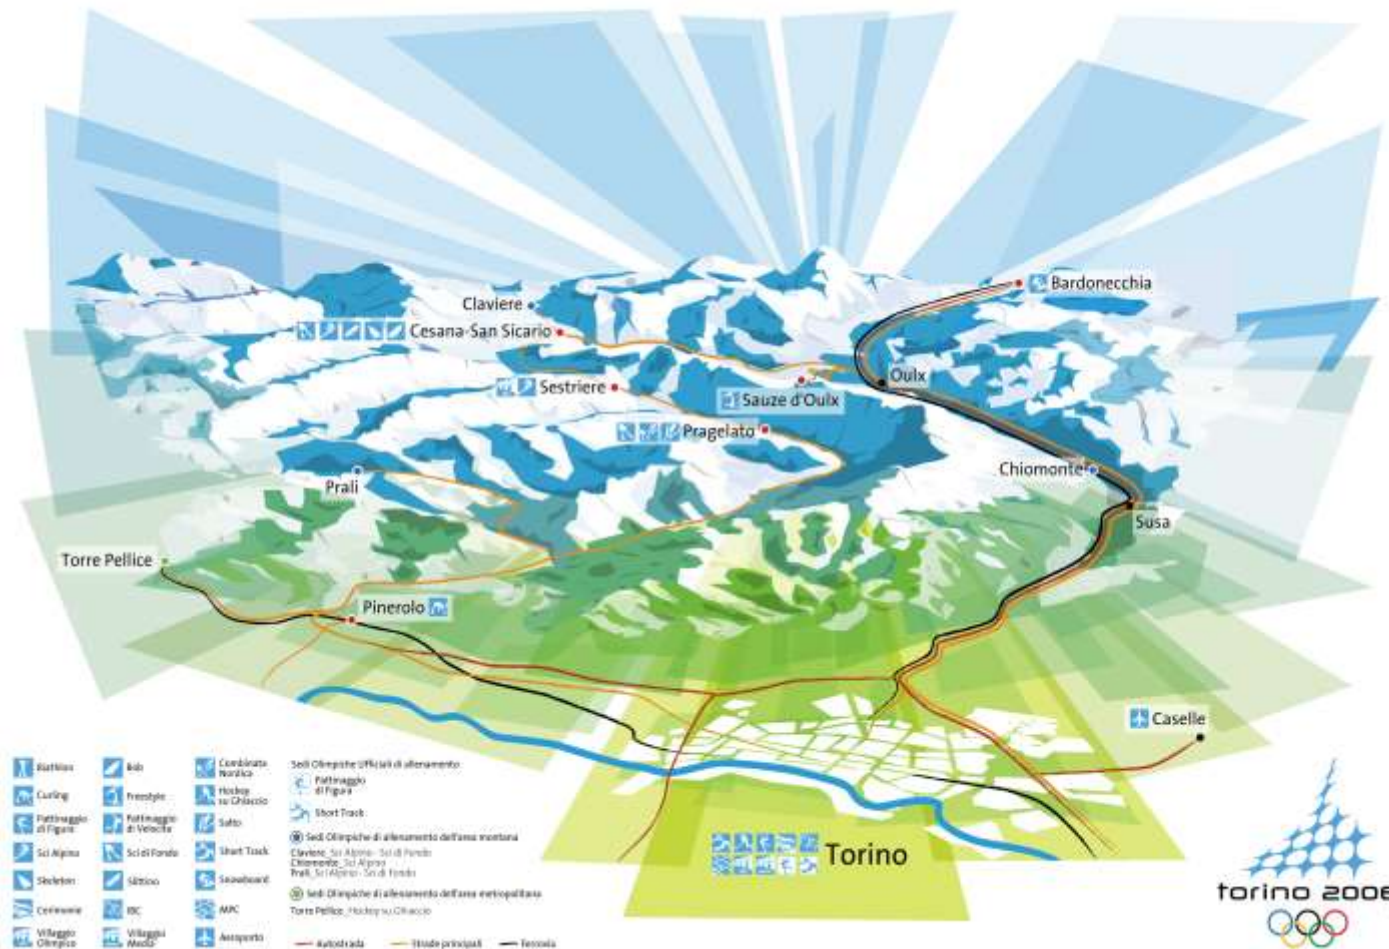 Bardonecchia
Claviere
Cesana-San Sicario
Oulx
Sestriere
Sauze d'Oulx
Pragelato
Chiomonte
Prali
Susa
Torre Pellice
Pinerolo
Caselle
Torino
Biathlon
Curling
Pattinaggio
di Figura
Sci Alpino
Skeleton
Cerimonie
Villaggio
Olimpico
Bob
Freestyle
Pattinaggio
di Velocità
Sci di Fondo
Slittino
IBC
Villaggi
Media
Combinata
Nordica
Hockey
su Ghiaccio
Salto
Short Track
Snowboard
MPC
Aeroporto
Sedi Olimpiche Ufficiali di allenamento
Pattinaggio
di Figura
Short Track
Sedi Olimpiche di allenamento dell'area montana
Claviere_Sci Alpino - Sci di Fondo
Chiomonte_Sci Alpino
Prali_Sci Alpino - Sci di Fondo
Sedi Olimpiche di allenamento dell'area metropolitana
Torre Pellice_Hockey su Ghiaccio
Autostrada
Strade principali
Ferrovia
torino 2006